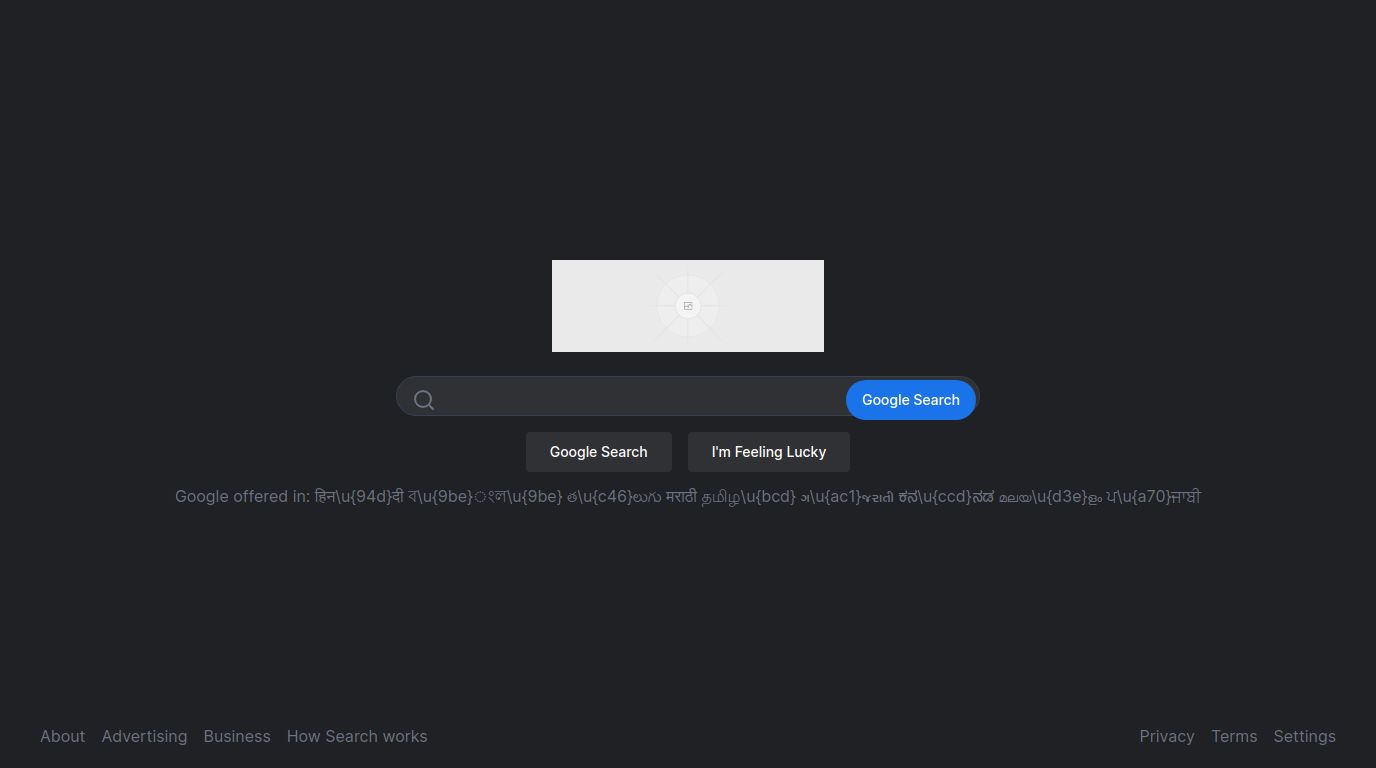 Google Search
Google Search
I'm Feeling Lucky
Google offered in: हिन\u{94d}दी ব\u{9be}ংল\u{9be} త\u{c46}లుగు मराठी தமிழ\u{bcd} ગ\u{ac1}જરાતી ಕನ\u{ccd}ನಡ മലയ\u{d3e}ളം ਪ\u{a70}ਜਾਬੀ
About Advertising Business How Search works
Privacy Terms Settings